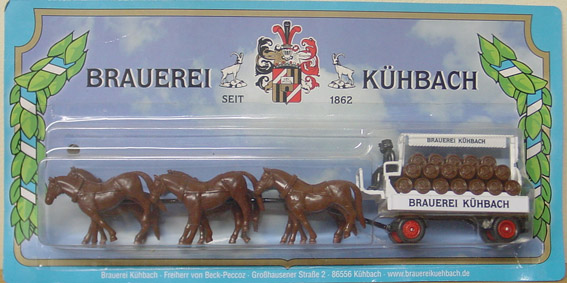 BRAUEREI KÜHBACH
SEIT 1862
BRAUEREI KÜHBACH
BRAUEREI KÜHBACH
Brauerei Kühbach · Freiherr von Beck-Peccoz · Großhausener Straße 2 · 86556 Kühbach · www.brauereikuehbach.de